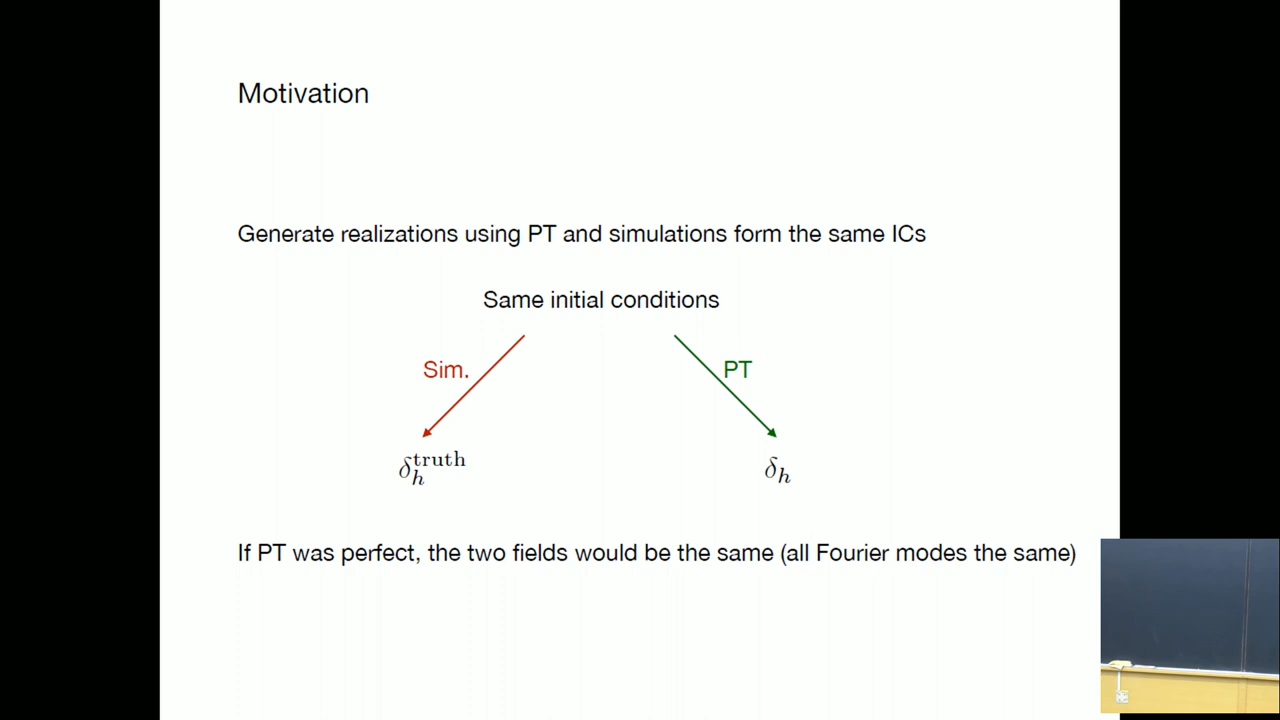 Motivation
Generate realizations using PT and simulations form the same ICs
Same initial conditions
Sim.
PT
δ_h^truth
δ_h
If PT was perfect, the two fields would be the same (all Fourier modes the same)